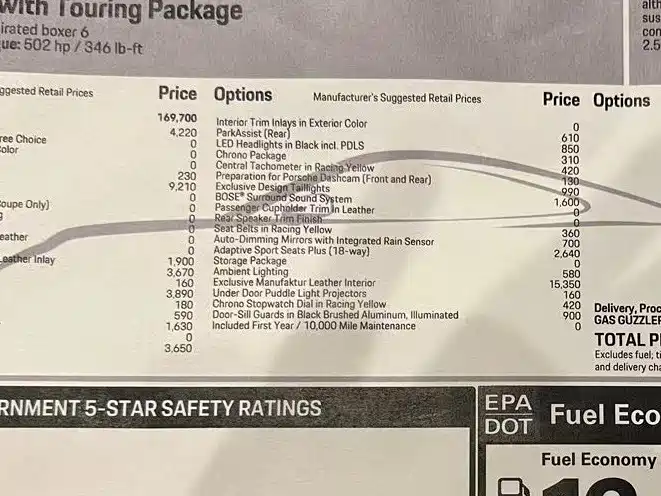 with Touring Package
irated boxer 6
ue: 502 hp / 346 lb-ft
ggested Retail Prices Price
169,700
4,220
ree Choice 0
olor 0
0
230
9,210
0
oupe Only) 0
g 0
0
eather 0
0
Leather Inlay 1,900
3,670
160
3,890
180
590
1,630
0
3,650
Options Manufacturer's Suggested Retail Prices Price
Interior Trim Inlays in Exterior Color 0
ParkAssist (Rear) 610
LED Headlights in Black incl. PDLS 850
Chrono Package 310
Central Tachometer in Racing Yellow 420
Preparation for Porsche Dashcam (Front and Rear) 130
Exclusive Design Taillights 990
BOSE® Surround Sound System 1,600
Passenger Cupholder Trim In Leather 0
Rear Speaker Trim Finish 0
Seat Belts in Racing Yellow 360
Auto-Dimming Mirrors with Integrated Rain Sensor 700
Adaptive Sport Seats Plus (18-way) 2,640
Storage Package 0
Ambient Lighting 580
Exclusive Manufaktur Leather Interior 15,350
Under Door Puddle Light Projectors 160
Chrono Stopwatch Dial in Racing Yellow 420
Door-Sill Guards in Black Brushed Aluminum, Illuminated 900
Included First Year / 10,000 Mile Maintenance 0
alth
sus
con
2.5
Options
Delivery, Proc
GAS GUZZLER
TOTAL P
Excludes fuel, ti
and delivery cha
RNMENT 5-STAR SAFETY RATINGS
EPA
DOT
Fuel Eco
Fuel Economy